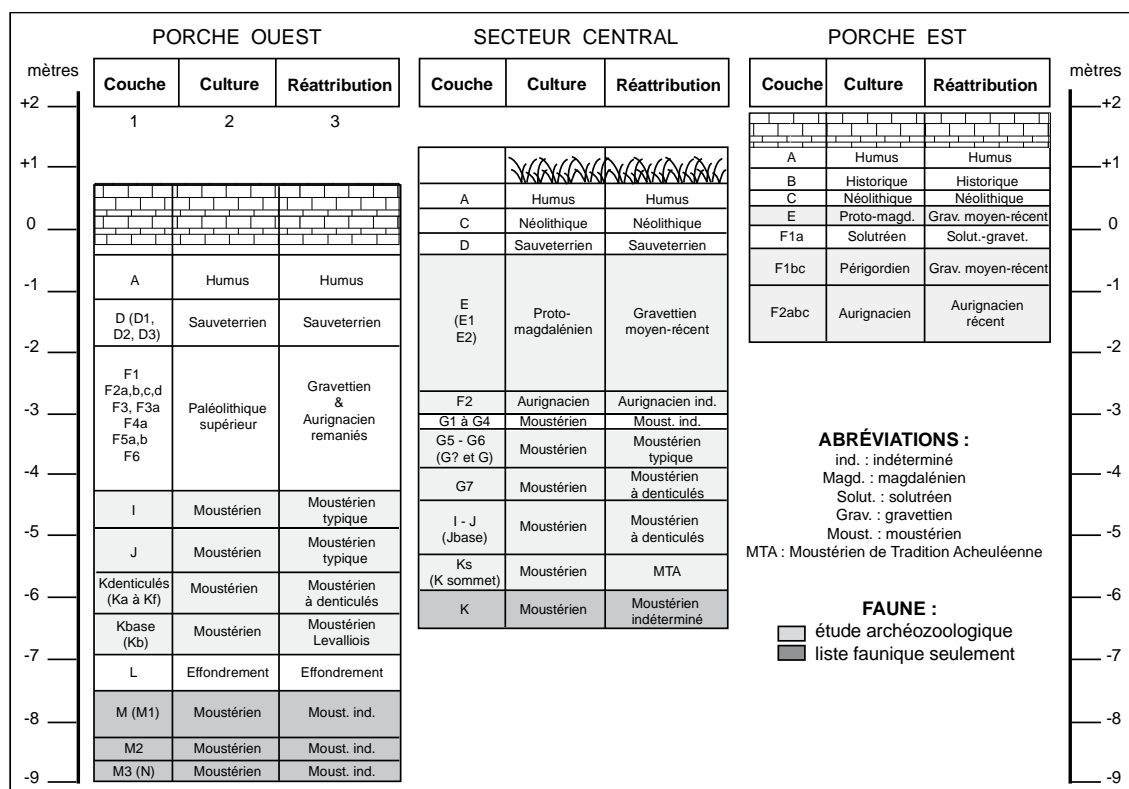 PORCHE OUEST
SECTEUR CENTRAL
PORCHE EST
mètres
mètres
Couche Culture Réattribution
1 2 3
A Humus Humus
D (D1, D2, D3) Sauveterrien Sauveterrien
F1
F2a,b,c,d
F3, F3a
F4a
F5a,b
F6
Paléolithique
supérieur
Gravettien
&
Aurignacien
remaniés
I Moustérien Moustérien typique
J Moustérien Moustérien typique
Kdenticulés (Ka à Kf) Moustérien Moustérien à denticulés
Kbase (Kb) Moustérien Moustérien Levalliois
L Effondrement Effondrement
M (M1) Moustérien Moust. ind.
M2 Moustérien Moust. ind.
M3 (N) Moustérien Moust. ind.
Couche Culture Réattribution
A Humus Humus
C Néolithique Néolithique
D Sauveterrien Sauveterrien
E (E1 E2) Proto-magdalénien Gravettien moyen-récent
F2 Aurignacien Aurignacien ind.
G1 à G4 Moustérien Moust. ind.
G5 - G6 (G? et G) Moustérien Moustérien typique
G7 Moustérien Moustérien à denticulés
I - J (Jbase) Moustérien Moustérien à denticulés
Ks (K sommet) Moustérien MTA
K Moustérien Moustérien indéterminé
Couche Culture Réattribution
A Humus Humus
B Historique Historique
C Néolithique Néolithique
E Proto-magd. Grav. moyen-récent
F1a Solutréen Solut.-gravet.
F1bc Périgordien Grav. moyen-récent
F2abc Aurignacien Aurignacien récent
ABRÉVIATIONS :
ind. : indéterminé
Magd. : magdalénien
Solut. : solutréen
Grav. : gravettien
Moust. : moustérien
MTA : Moustérien de Tradition Acheuléenne
FAUNE :
étude archéozoologique
liste faunique seulement
+2
+1
0
-1
-2
-3
-4
-5
-6
-7
-8
-9
+2
+1
0
-1
-2
-3
-4
-5
-6
-7
-8
-9